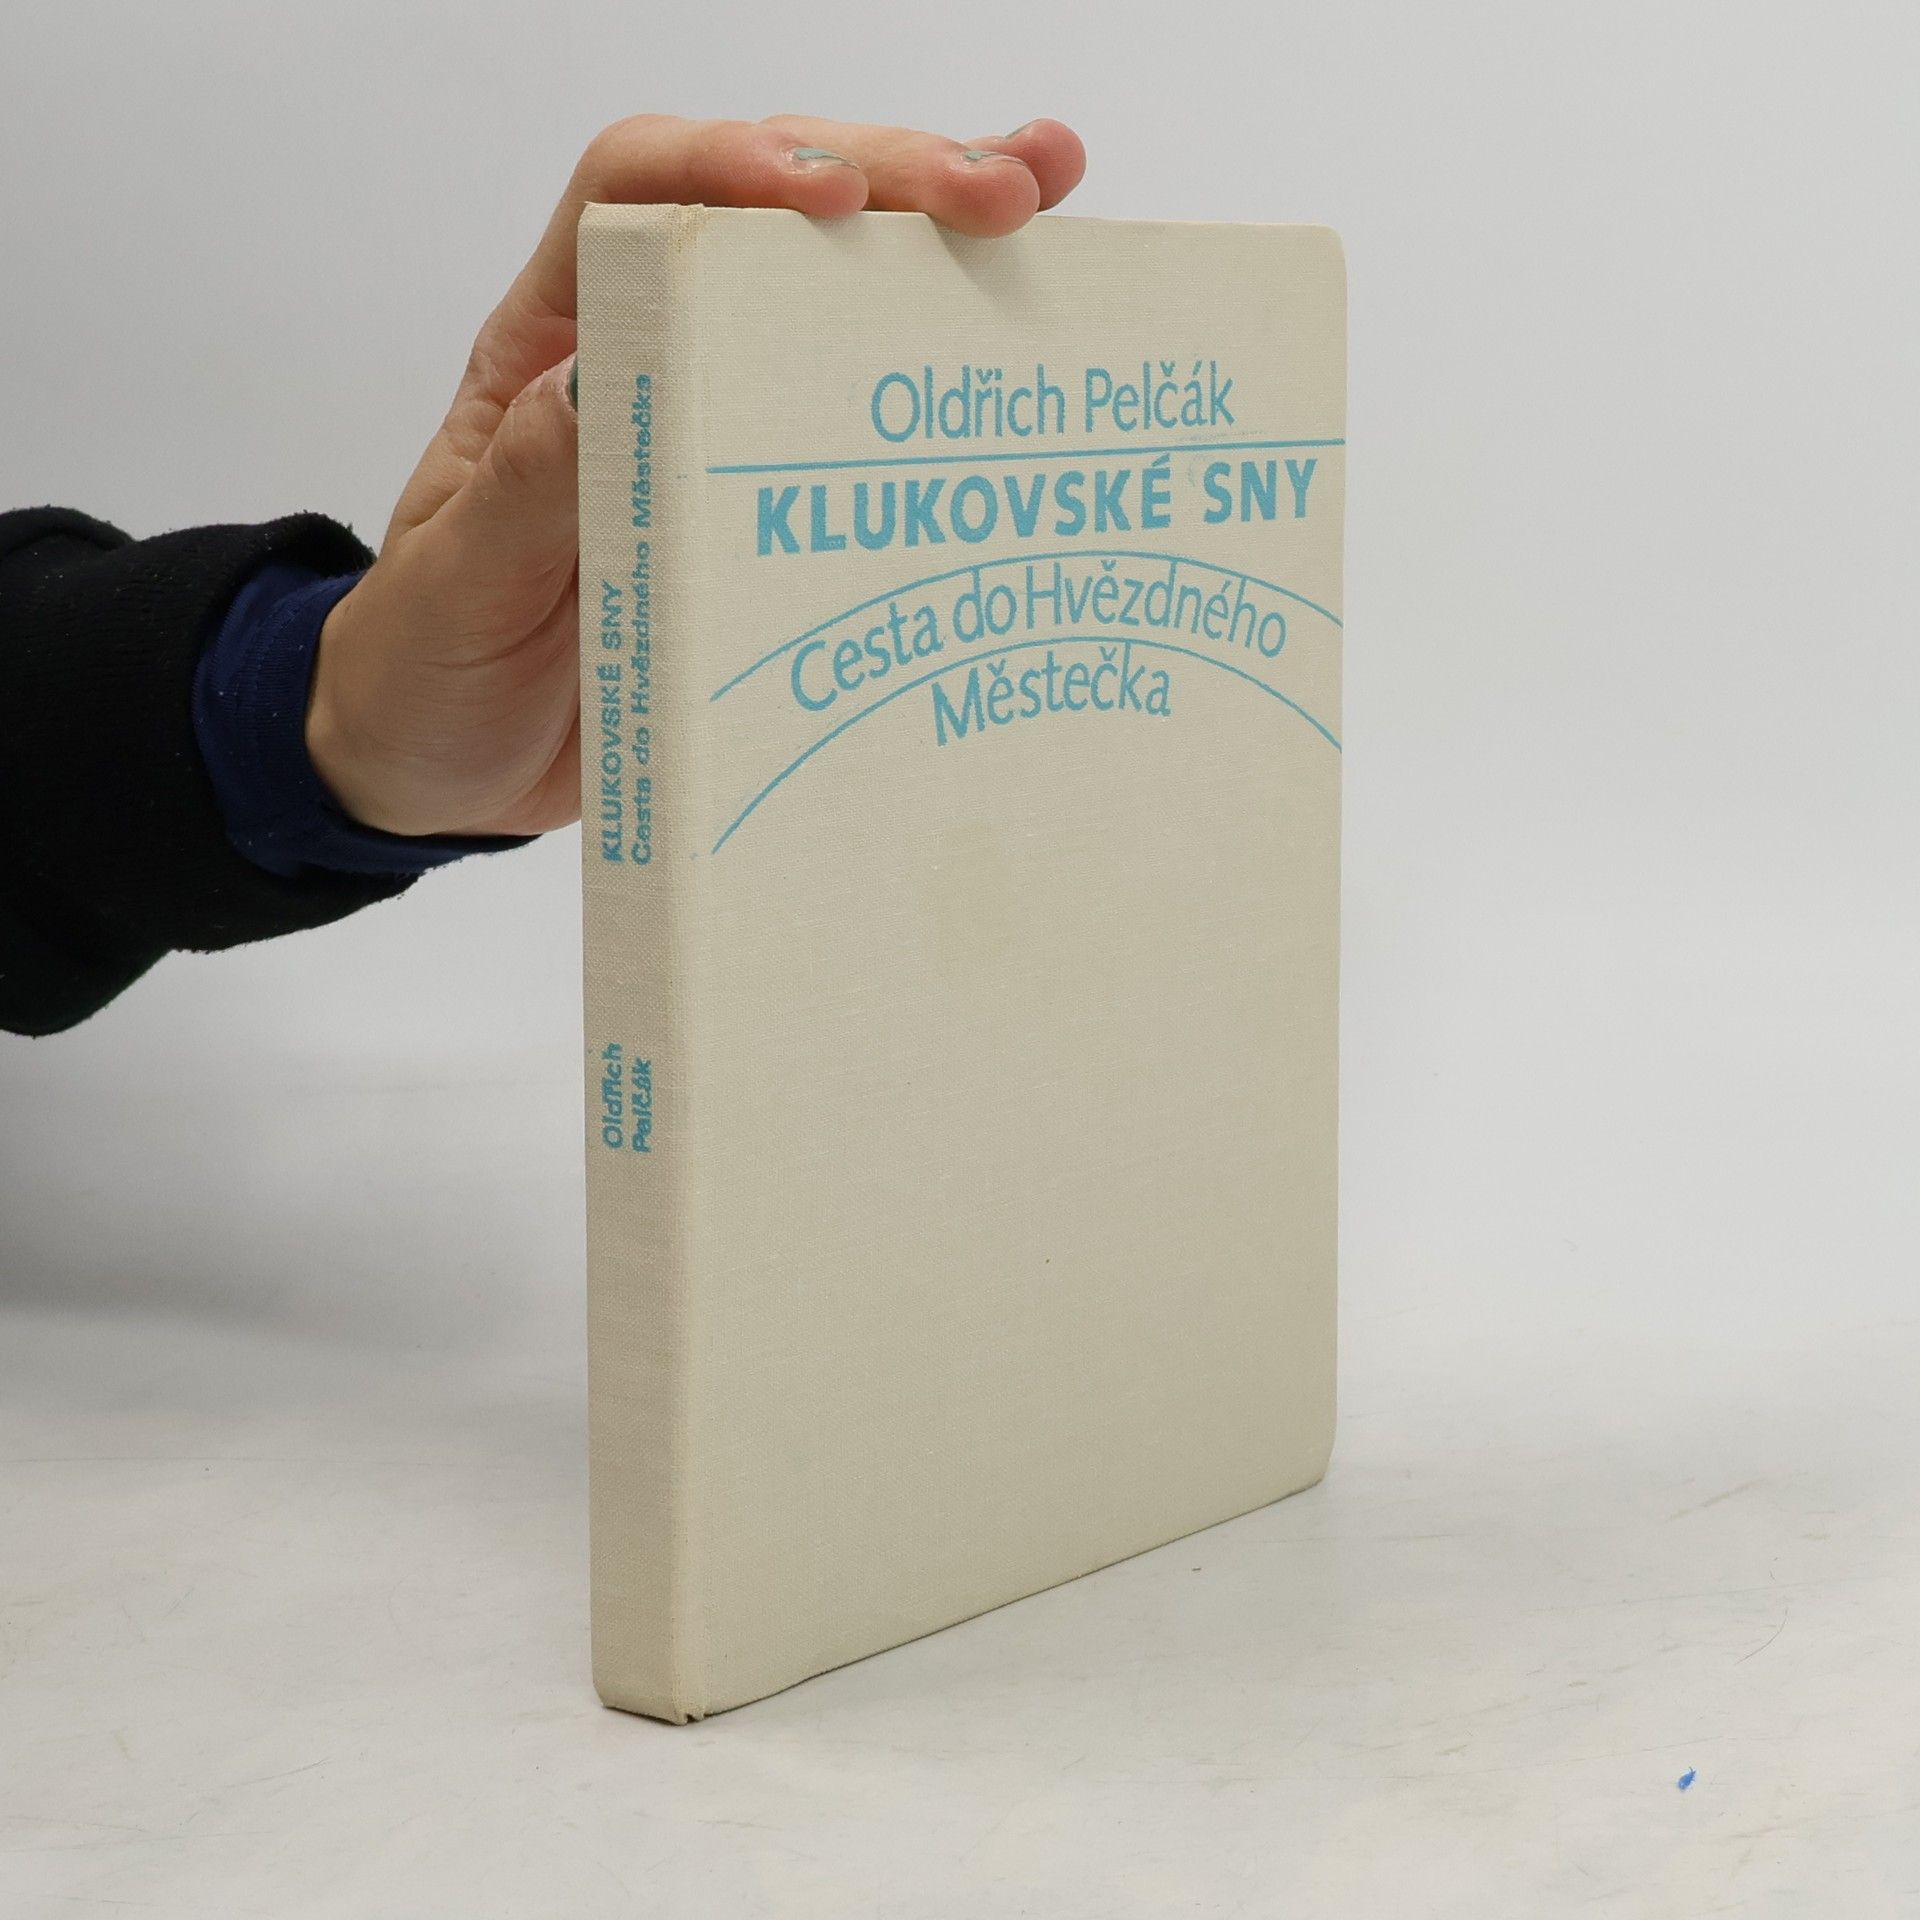 Oldřich Pelčák
KLUKOVSKÉ SNY
Cesta do Hvězdného
Městečka
KLUKOVSKÉ SNY
Cesta do Hvězdného Městečka
Oldřich
Pelčák